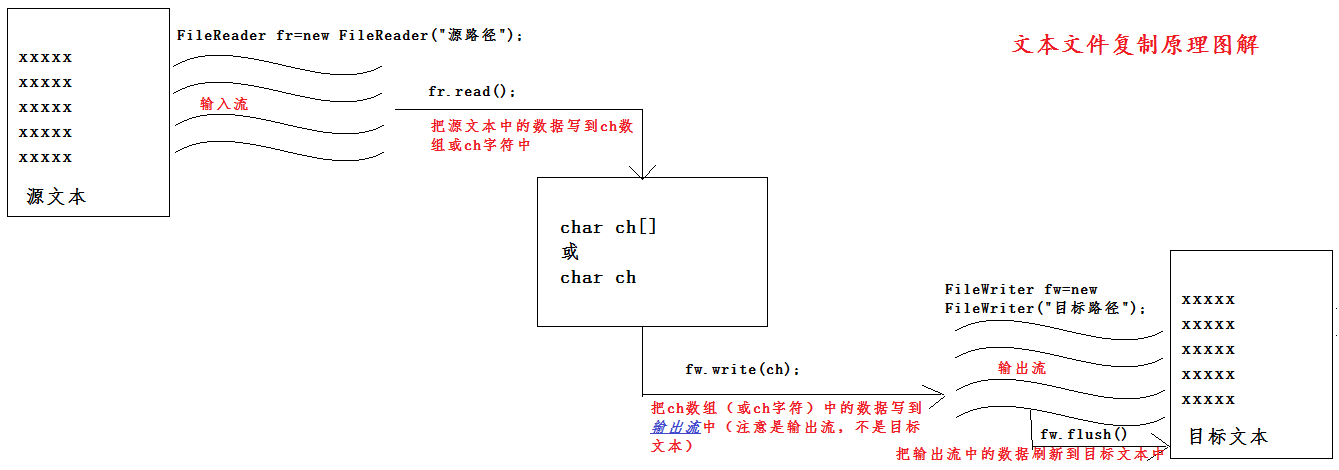 文本文件复制原理图解
FileReader fr=new FileReader("源路径");
xxxxx
xxxxx
xxxxx
xxxxx
xxxxx
源文本
输入流
fr.read();
把源文本中的数据写到ch数
组或ch字符中
char ch[]
或
char ch
fw.write(ch);
把ch数组（或ch字符）中的数据写到
输出流中（注意是输出流，不是目标
文本）
FileWriter fw=new
FileWriter("目标路径");
输出流
fw.flush()
把输出流中的数据刷新到目标文本中
xxxxx
xxxxx
xxxxx
xxxxx
xxxxx
目标文本